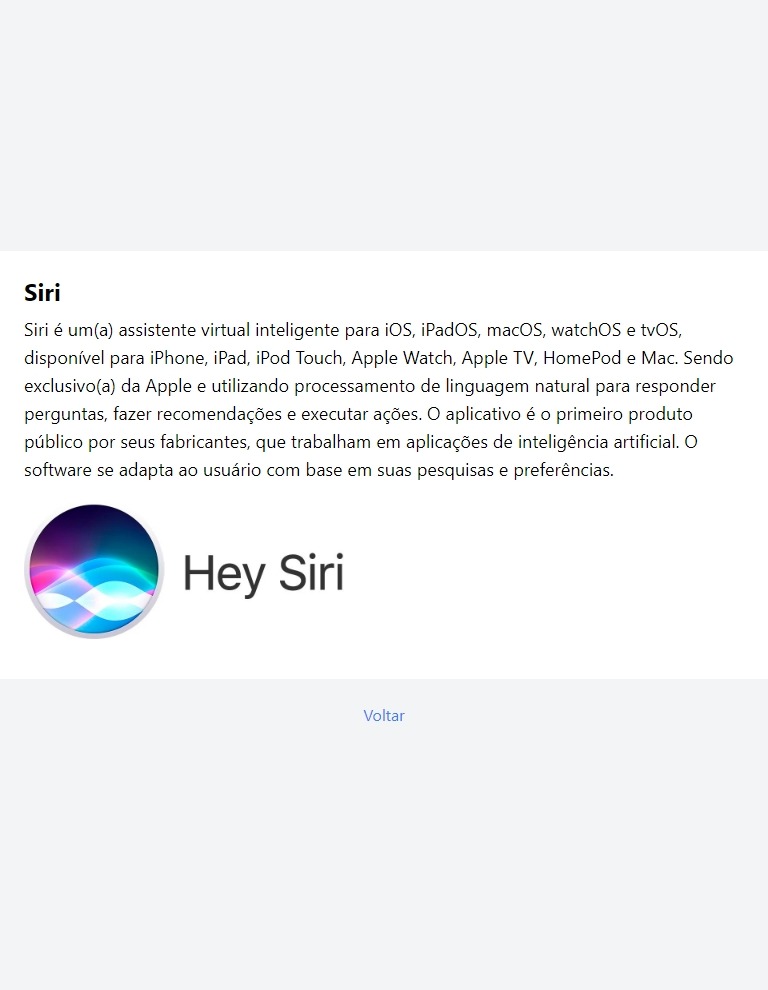 Siri
Siri é um(a) assistente virtual inteligente para iOS, iPadOS, macOS, watchOS e tvOS,
disponível para iPhone, iPad, iPod Touch, Apple Watch, Apple TV, HomePod e Mac. Sendo
exclusivo(a) da Apple e utilizando processamento de linguagem natural para responder
perguntas, fazer recomendações e executar ações. O aplicativo é o primeiro produto
público por seus fabricantes, que trabalham em aplicações de inteligência artificial. O
software se adapta ao usuário com base em suas pesquisas e preferências.
Hey Siri
Voltar